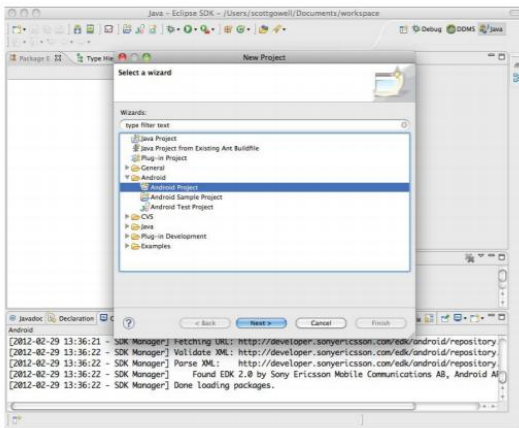 Java - Eclipse SDK - /Users/scottgowell/Documents/workspace
Debug DDMS Java
Package E Type Hie
New Project
Select a wizard
Wizards:
type filter text
Java Project
Java Project from Existing Ant Buildfile
Plug-in Project
General
Android
Android Project
Android Sample Project
Android Test Project
CVS
Java
Plug-in Development
Examples
< Back Next > Cancel Finish
Javadoc Declaration
Android
[2012-02-29 13:36:21 - SDK Manager] Fetching URL: http://developer.sonyericsson.com/edk/android/repository.
[2012-02-29 13:36:22 - SDK Manager] Validate XML: http://developer.sonyericsson.com/edk/android/repository.
[2012-02-29 13:36:22 - SDK Manager] Parse XML: http://developer.sonyericsson.com/edk/android/repository.
[2012-02-29 13:36:22 - SDK Manager] Found EDK 2.0 by Sony Ericsson Mobile Communications AB, Android AP
[2012-02-29 13:36:22 - SDK Manager] Done loading packages.